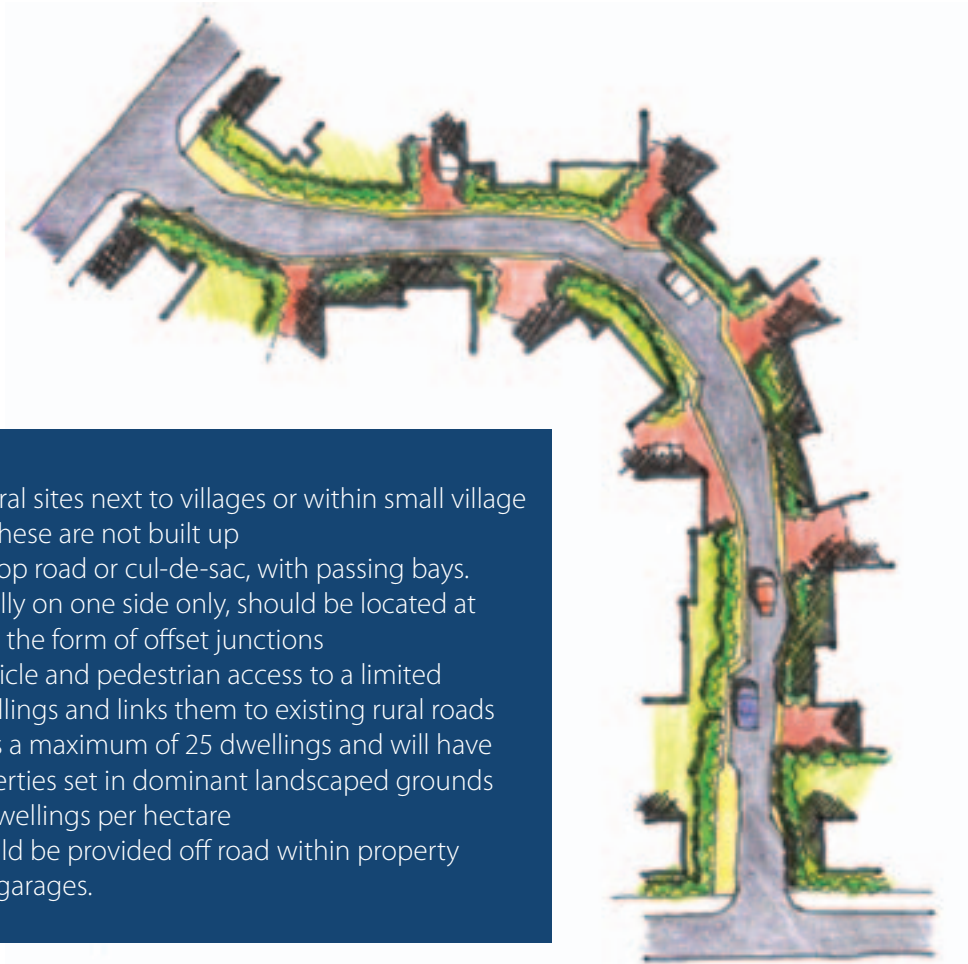 ral sites next to villages or within small village
hese are not built up
op road or cul-de-sac, with passing bays.
lly on one side only, should be located at
the form of offset junctions
icle and pedestrian access to a limited
llings and links them to existing rural roads
s a maximum of 25 dwellings and will have
erties set in dominant landscaped grounds
wellings per hectare
ld be provided off road within property
garages.